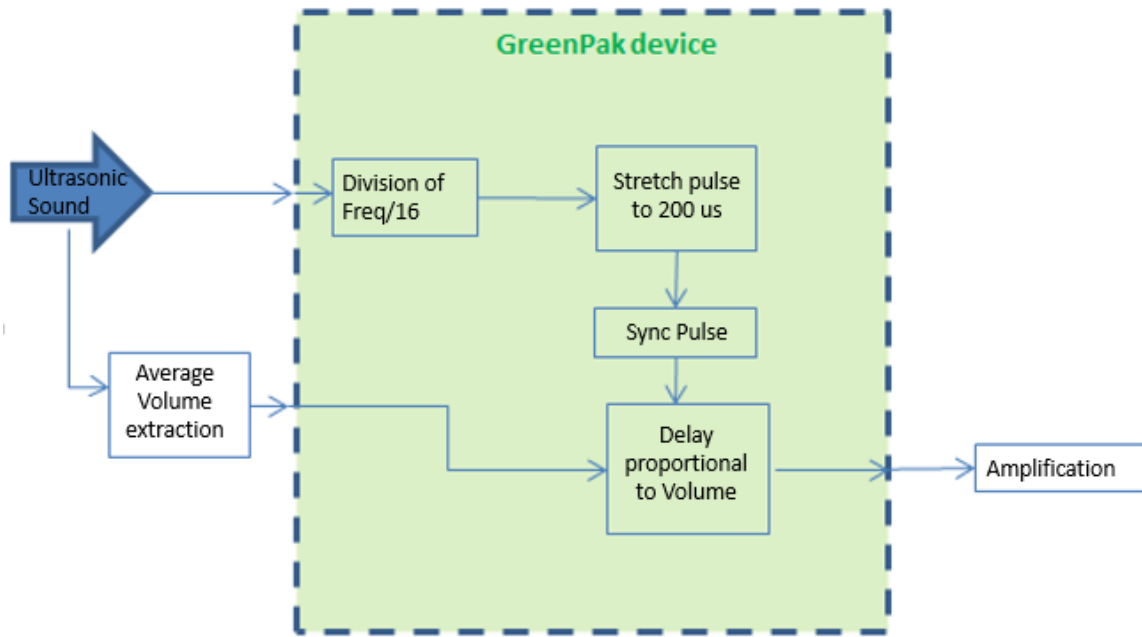 GreenPak device
Ultrasonic
Sound
Division of
Freq/16
Stretch pulse
to 200 us
Sync Pulse
Average
Volume
extraction
Delay
proportional
to Volume
Amplification